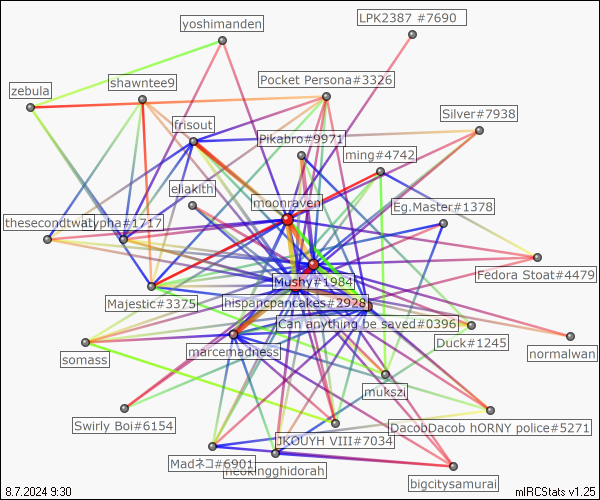 LPK2387 #7690
yoshimanden
Pocket Persona#3326
shawntee9
zebula
Silver#7938
frisout
Pikabro#9971
ming#4742
eliakith
moonraven
Eg.Master#1378
thesecondtwat
ypha#1717
Fedora Stoat#4479
Mushy#1984
Majestic#3375
hispancpancakes#2928
Can anything be saved#0396
Duck#1245
marcemadness
normalwan
somass
mukszi
Swirly Boi#6154
DacobDacob hORNY police#5271
JKOUYH VIII#7034
Madネコ#6901
neokingghidorah
bigcitysamurai
8.7.2024 9:30
mIRCStats v1.25